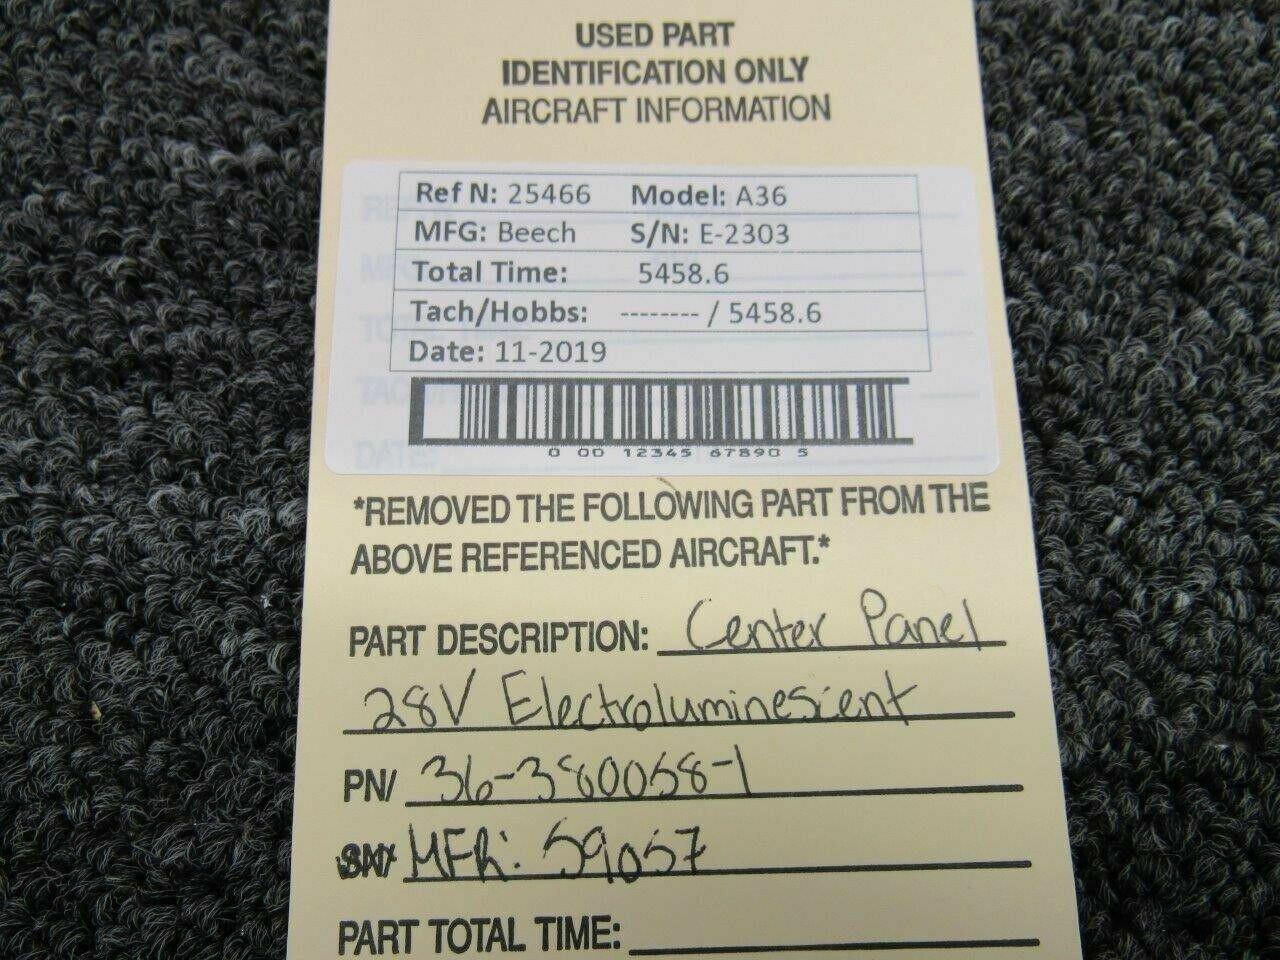 USED PART
IDENTIFICATION ONLY
AIRCRAFT INFORMATION
Ref N: 25466 Model: A36
MFG: Beech S/N: E-2303
Total Time: 5458.6
Tach/Hobbs: -------- / 5458.6
Date: 11-2019
0 00 12345 67890 5
*REMOVED THE FOLLOWING PART FROM THE
ABOVE REFERENCED AIRCRAFT.*
PART DESCRIPTION: Center Panel
28V Electroluminescient
PN/ 36-380058-1
SN/ MFR: 59057
PART TOTAL TIME: